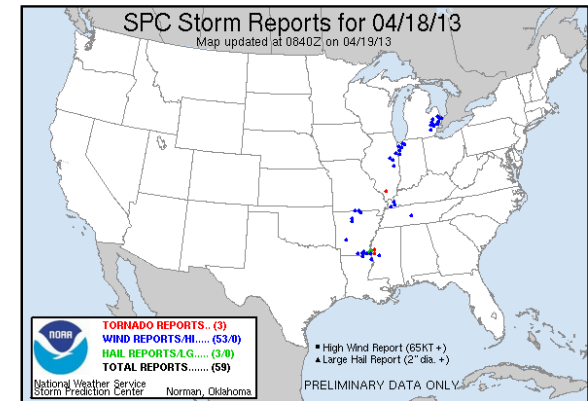 SPC Storm Reports for 04/18/13
Map updated at 0840Z on 04/19/13
NOAA
TORNADO REPORTS.. (3)
WIND REPORTS/HI..... (53/0)
HAIL REPORTS/LG..... (3/0)
TOTAL REPORTS....... (59)
National Weather Service
Storm Prediction Center Norman, Oklahoma
High Wind Report (65KT +)
Large Hail Report (2" dia. +)
PRELIMINARY DATA ONLY